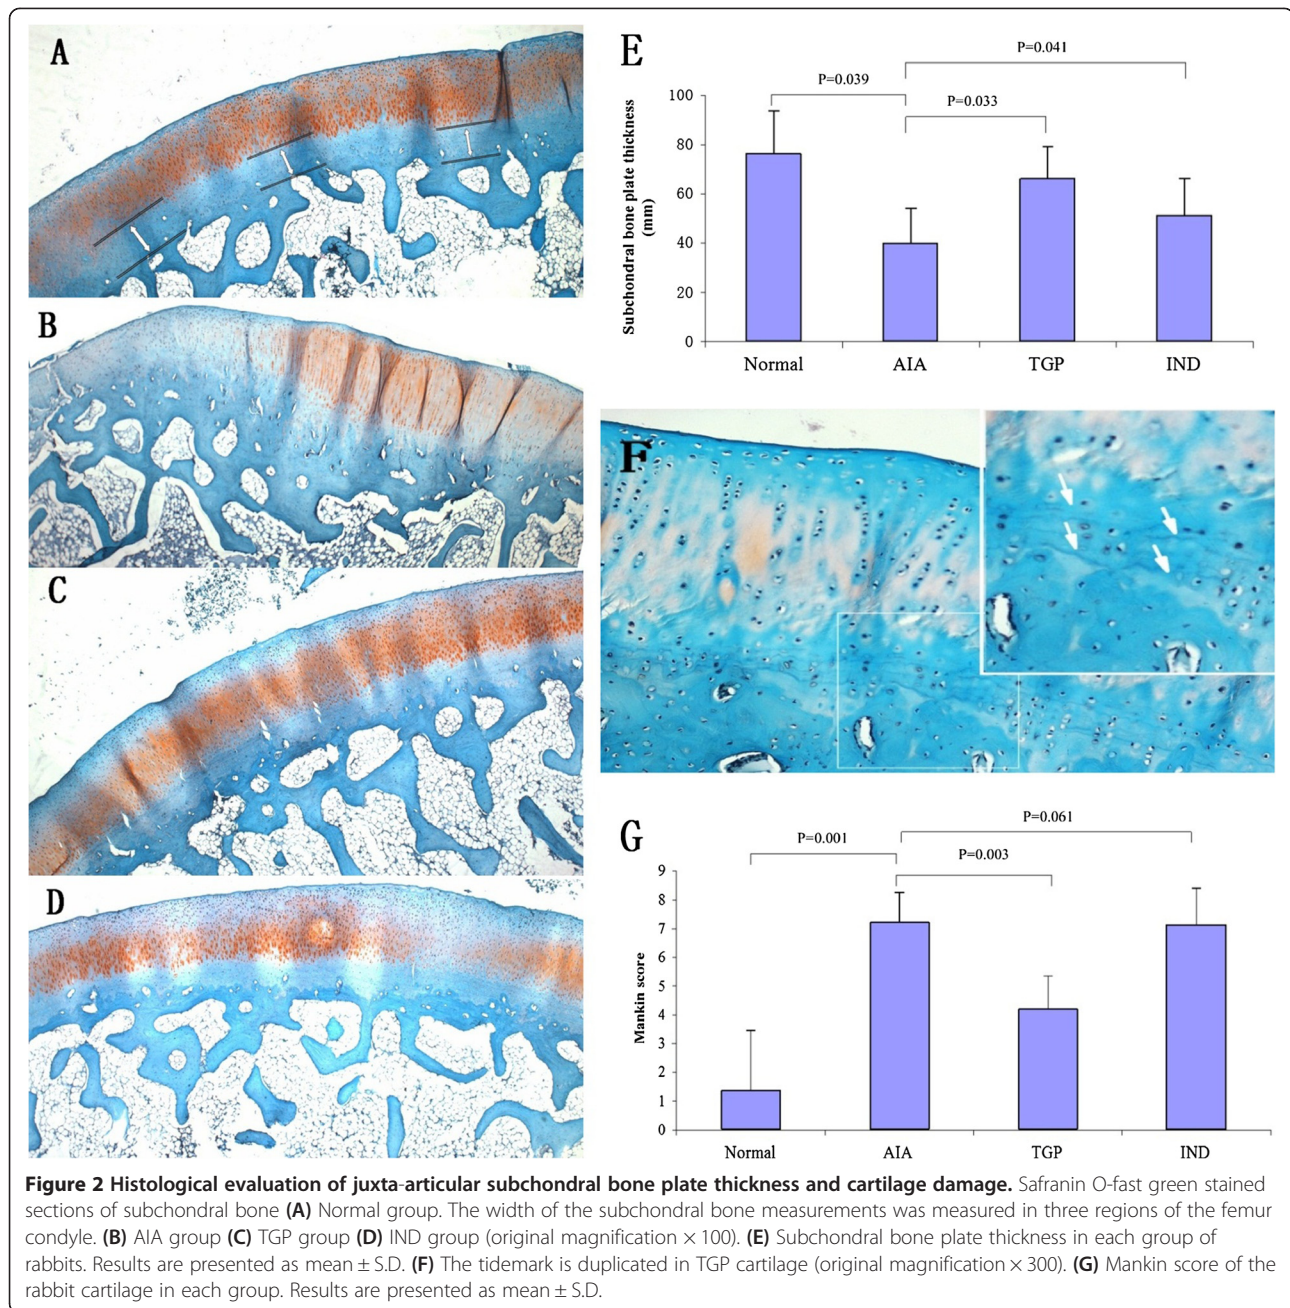 A
B
C
D
E
P=0.041
P=0.039
P=0.033
Subchondral bone plate thickness
(mm)
100
80
60
40
20
0
Normal AIA TGP IND
F
G
P=0.061
P=0.001
P=0.003
Mankin score
9
8
7
6
5
4
3
2
1
0
Normal AIA TGP IND
Figure 2 Histological evaluation of juxta-articular subchondral bone plate thickness and cartilage damage. Safranin O-fast green stained
sections of subchondral bone (A) Normal group. The width of the subchondral bone measurements was measured in three regions of the femur
condyle. (B) AIA group (C) TGP group (D) IND group (original magnification × 100). (E) Subchondral bone plate thickness in each group of
rabbits. Results are presented as mean ± S.D. (F) The tidemark is duplicated in TGP cartilage (original magnification × 300). (G) Mankin score of the
rabbit cartilage in each group. Results are presented as mean ± S.D.